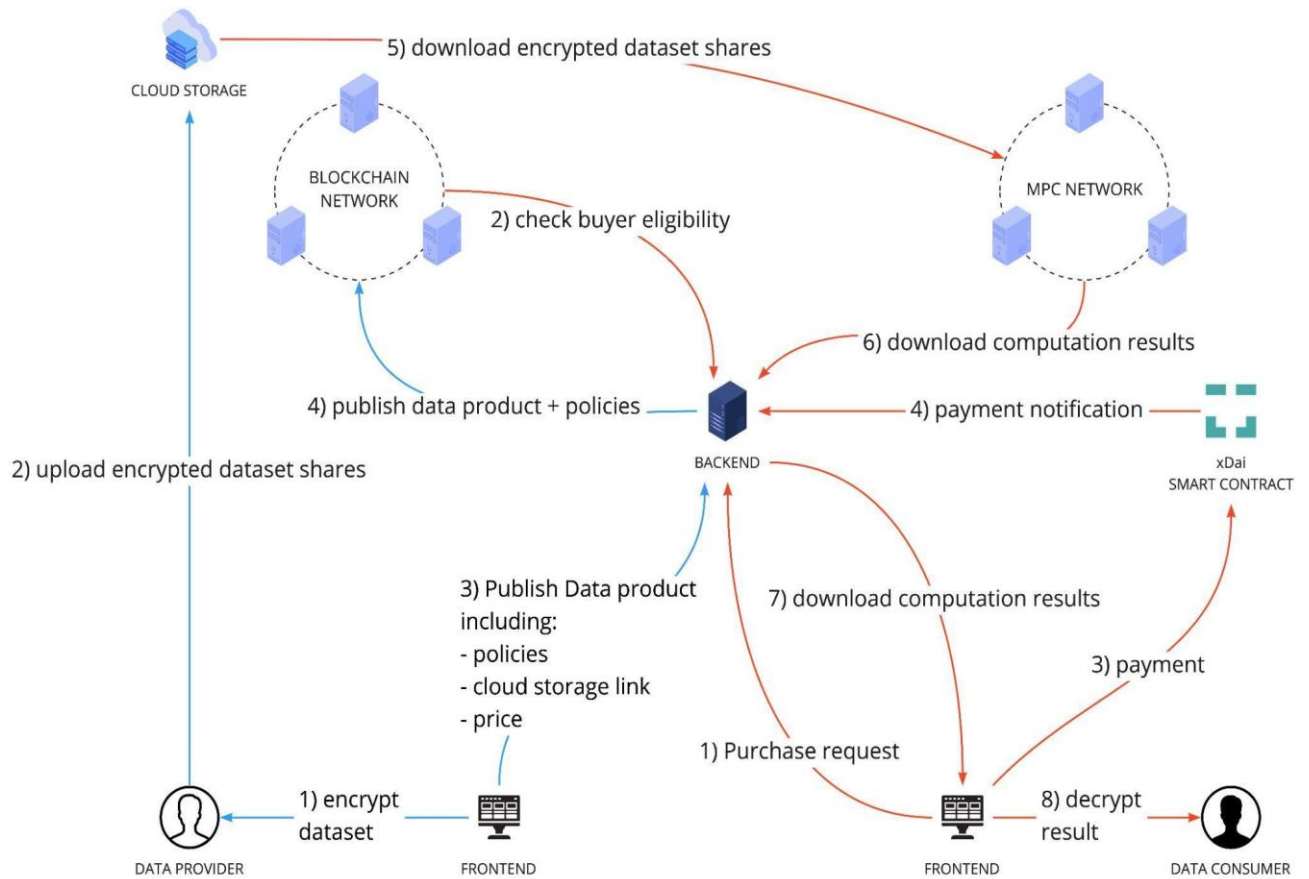 5) download encrypted dataset shares
CLOUD STORAGE
BLOCKCHAIN
NETWORK
MPC NETWORK
2) check buyer eligibility
6) download computation results
4) publish data product + policies
4) payment notification
BACKEND
xDai
SMART CONTRACT
2) upload encrypted dataset shares
3) Publish Data product
including:
- policies
- cloud storage link
- price
7) download computation results
3) payment
1) Purchase request
1) encrypt
dataset
8) decrypt
result
DATA PROVIDER
FRONTEND
FRONTEND
DATA CONSUMER